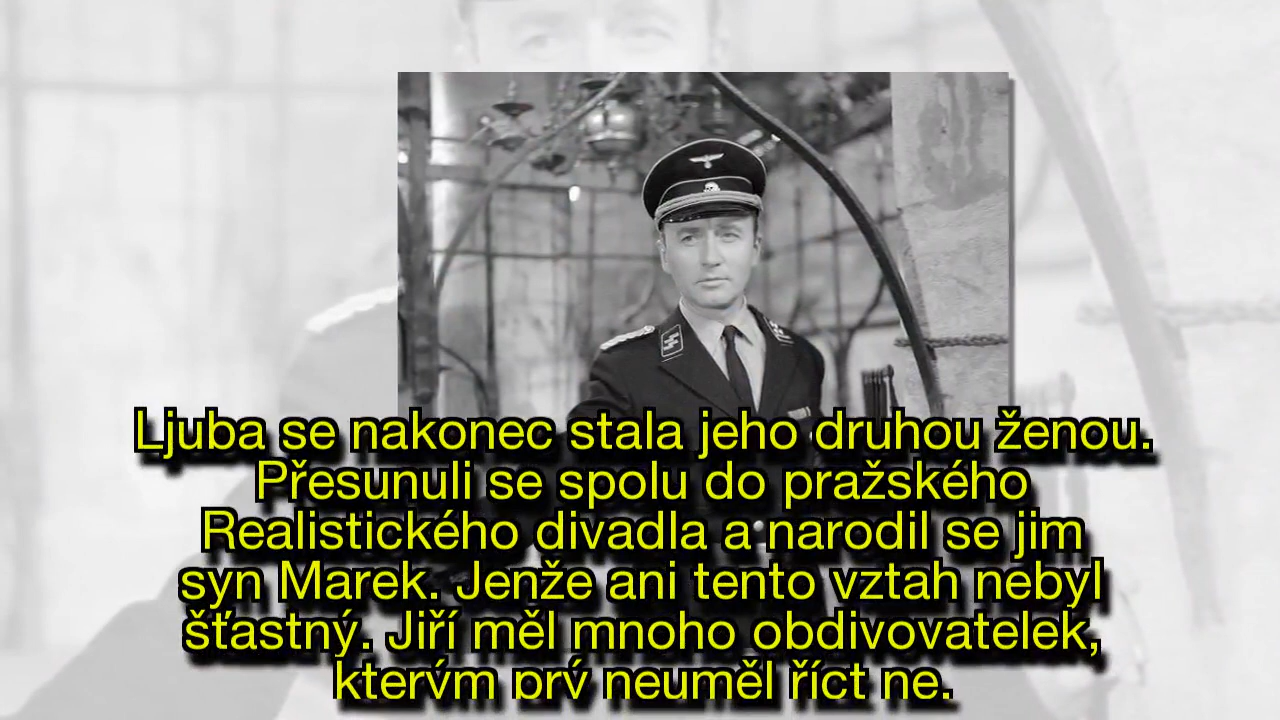 Ljuba se nakonec stala jeho druhou ženou.
Přesunuli se spolu do pražského
Realistického divadla a narodil se jim
syn Marek. Jenže ani tento vztah nebyl
šťastný. Jiří měl mnoho obdivovatelek,
kterým prý neuměl říct ne.